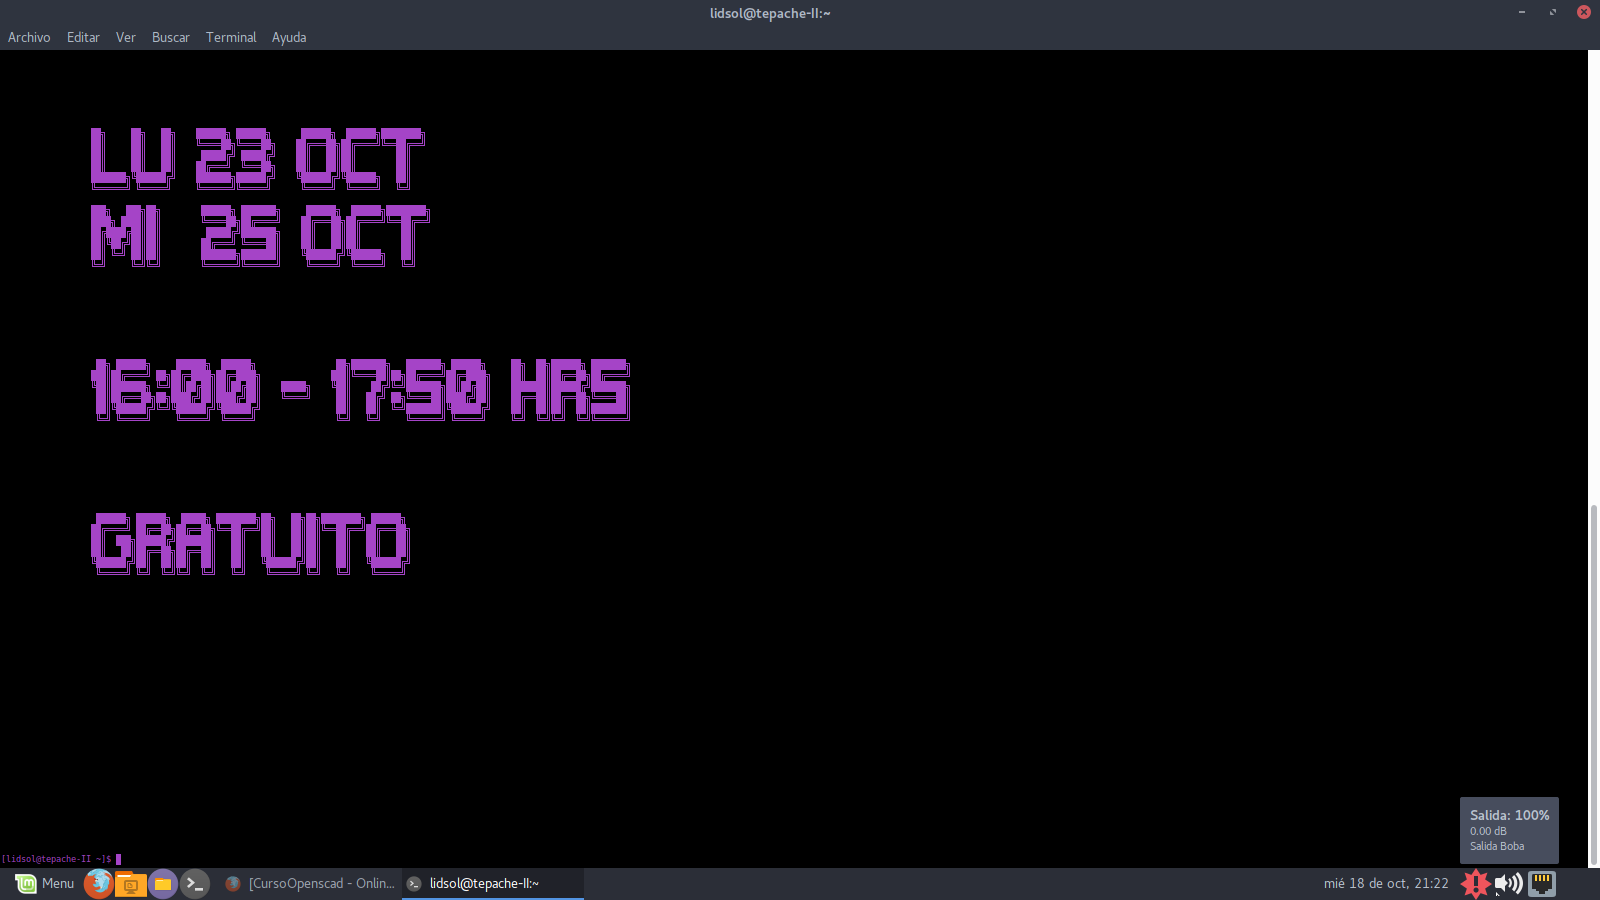 lidsol@tepache-II:~
Archivo Editar Ver Buscar Terminal Ayuda
LU 23 OCT
MI 25 OCT
16:00 - 17:50 HRS
GRATUITO
Salida: 100%
0.00 dB
Salida Boba
[lidsol@tepache-II ~]$
Menu [CursoOpenscad - Onlin... lidsol@tepache-II:~ mié 18 de oct, 21:22